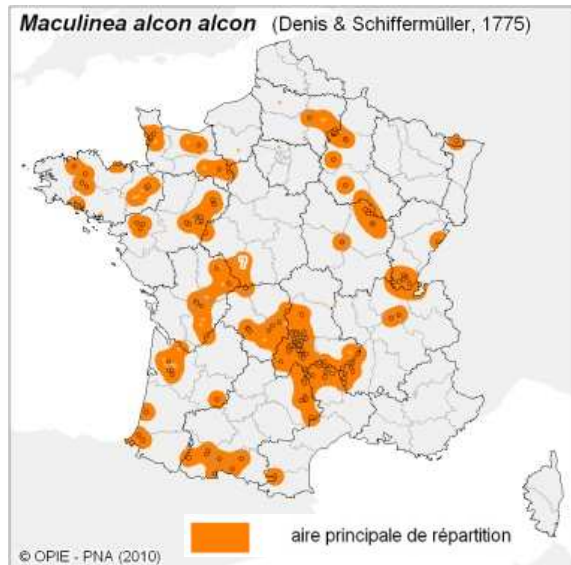 Maculinea alcon alcon (Denis & Schiffermüller, 1775)
aire principale de répartition
© OPIE - PNA (2010)